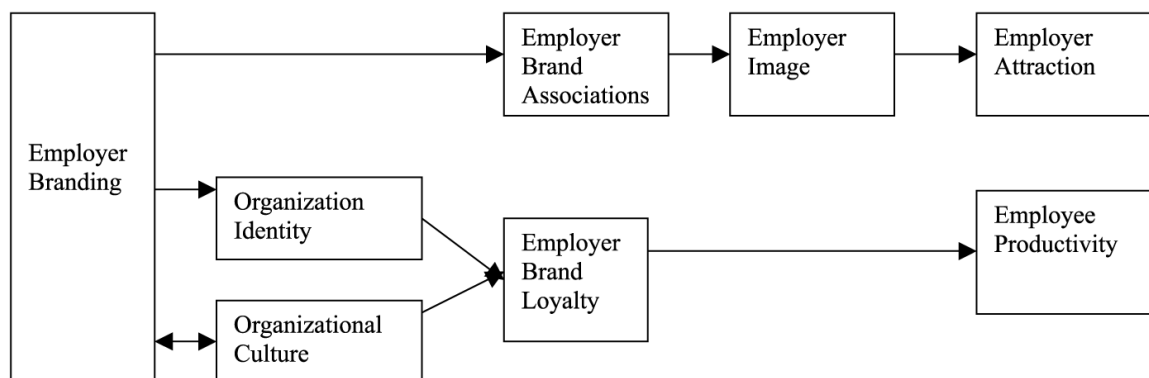 Employer
Branding
Employer
Brand
Associations
Employer
Image
Employer
Attraction
Organization
Identity
Organizational
Culture
Employer
Brand
Loyalty
Employee
Productivity